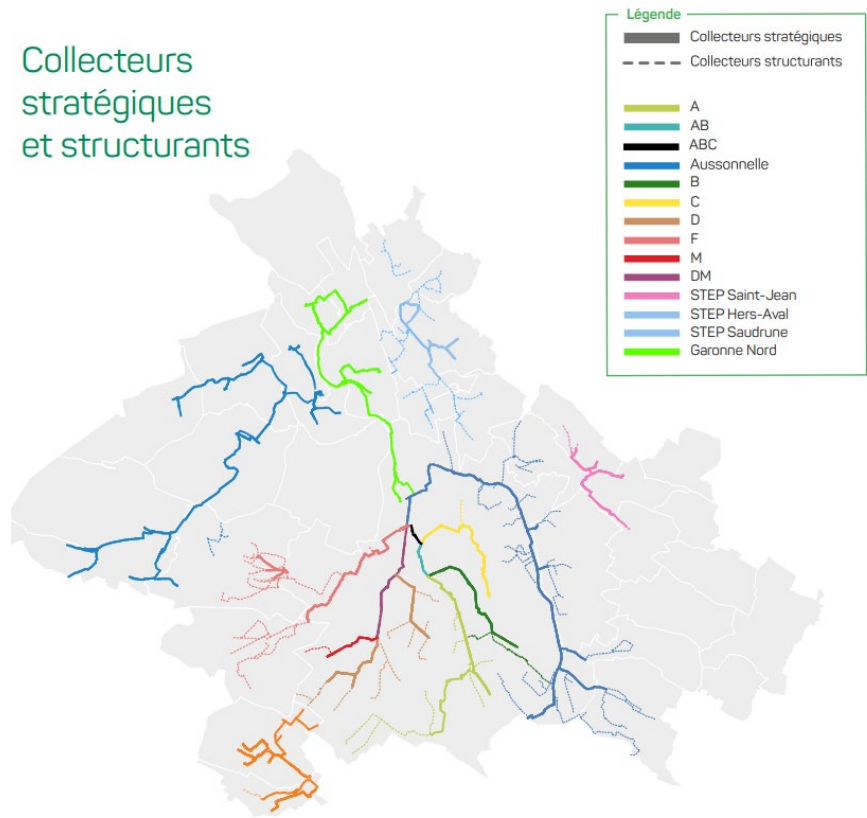 Collecteurs
stratégiques
et structurants
Légende
Collecteurs stratégiques
Collecteurs structurants
A
AB
ABC
Aussonnelle
B
C
D
F
M
DM
STEP Saint-Jean
STEP Hers-Aval
STEP Saudrune
Garonne Nord